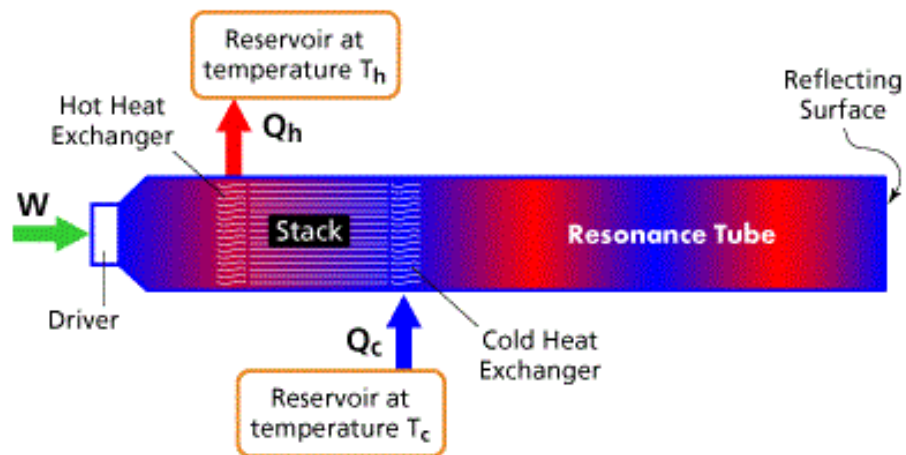 Reservoir at
temperature Th
Hot Heat
Exchanger
Qh
Reflecting
Surface
W
Stack
Resonance Tube
Driver
Qc
Cold Heat
Exchanger
Reservoir at
temperature Tc